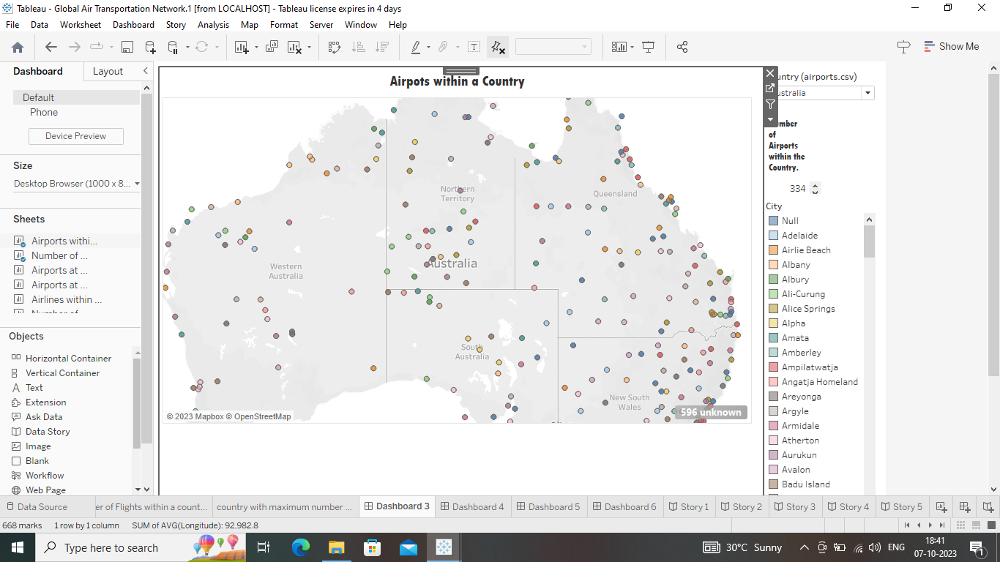 Tableau - Global Air Transportation Network.1 [from LOCALHOST] - Tableau license expires in 4 days
File Data Worksheet Dashboard Story Analysis Map Format Server Window Help
Show Me
Dashboard Layout
Default
Phone
Device Preview
Size
Desktop Browser (1000 x 8...
Sheets
Airports withi...
Number of ...
Airports at ...
Airports at ...
Airlines within ...
Objects
Horizontal Container
Vertical Container
Text
Extension
Ask Data
Data Story
Image
Blank
Workflow
Web Page
Airpots within a Country
Northern
Territory
Queensland
Western
Australia
Australia
South
Australia
New South
Wales
© 2023 Mapbox © OpenStreetMap
596 unknown
untry (airports.csv)
ustralia
mber
of
Airports
within the
Country.
334
City
Null
Adelaide
Airlie Beach
Albany
Albury
Ali-Curung
Alice Springs
Alpha
Amata
Amberley
Ampilatwatja
Angatja Homeland
Areyonga
Argyle
Armidale
Atherton
Aurukun
Avalon
Badu Island
Data Source er of Flights within a count... country with maximum number ... Dashboard 3 Dashboard 4 Dashboard 5 Dashboard 6 Story 1 Story 2 Story 3 Story 4 Story 5
668 marks 1 row by 1 column SUM of AVG(Longitude): 92,982.8
Type here to search
30°C Sunny
ENG
18:41
07-10-2023
1